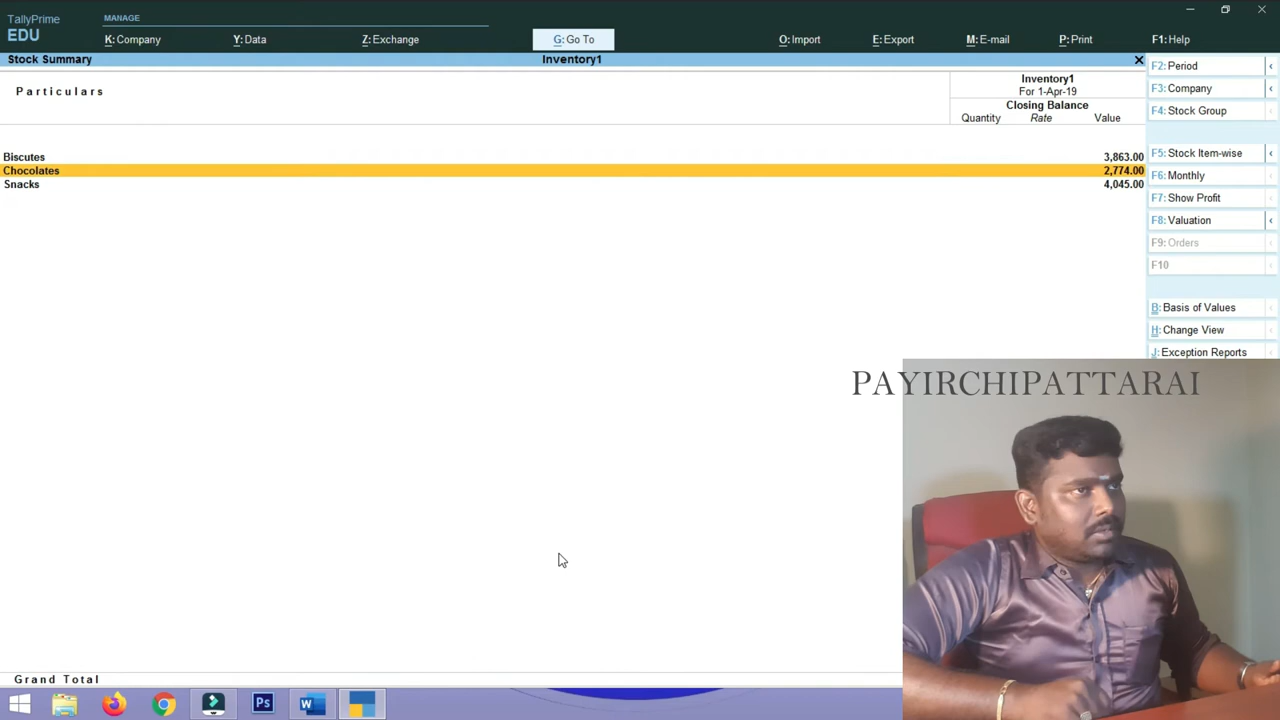 TallyPrime
EDU
MANAGE
K: Company
Y: Data
Z: Exchange
G: Go To
O: Import
E: Export
M: E-mail
P: Print
F1: Help
Stock Summary
Inventory1
Particulars
Inventory1
For 1-Apr-19
Closing Balance
Quantity Rate Value
Biscutes 3,863.00
Chocolates 2,774.00
Snacks 4,045.00
Grand Total
F2: Period
F3: Company
F4: Stock Group
F5: Stock Item-wise
F6: Monthly
F7: Show Profit
F8: Valuation
F9: Orders
F10
B: Basis of Values
H: Change View
J: Exception Reports
PAYIRCHIPATTARAI
Ps
W